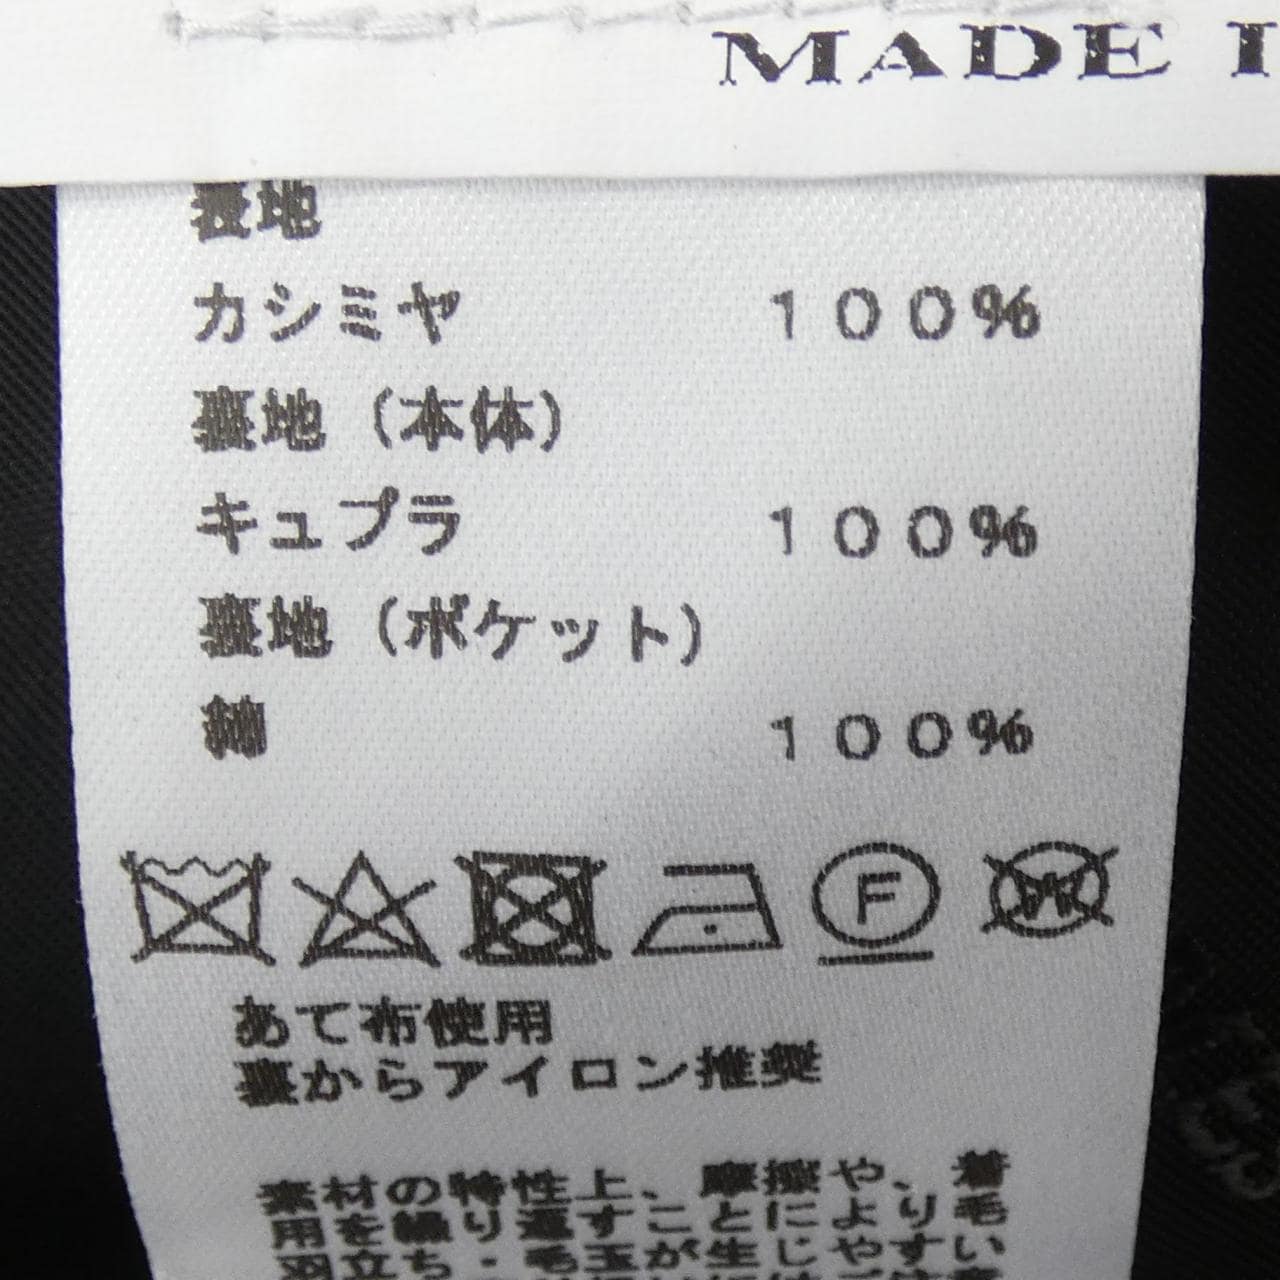 MADE I
表地
カシミヤ 100%
裏地(本体)
キュプラ 100%
裏地(ポケット)
綿 100%
F W
あて布使用
裏からアイロン推奨
素材の特性上、摩擦や、着
用を繰り返すことにより毛
羽立ち・毛玉が生じやすい